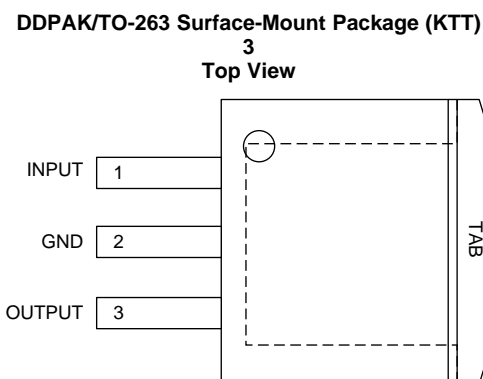 DDPAK/TO-263 Surface-Mount Package (KTT)
3
Top View
INPUT 1
GND 2
OUTPUT 3
TAB